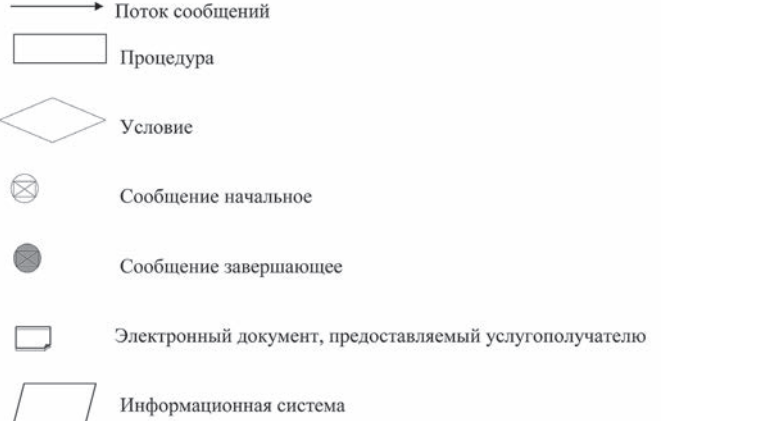 Поток сообщений
Процедура
Условие
Сообщение начальное
Сообщение завершающее
Электронный документ, предоставляемый услугополучателю
Информационная система